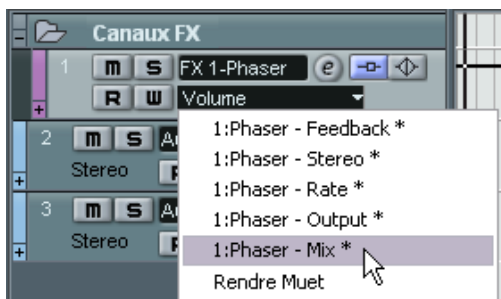 Canaux FX
1 m S FX 1-Phaser e
R W Volume
1:Phaser - Feedback *
2 m S
1:Phaser - Stereo *
Stereo
1:Phaser - Rate *
1:Phaser - Output *
3 m S
1:Phaser - Mix *
Stereo
Rendre Muet